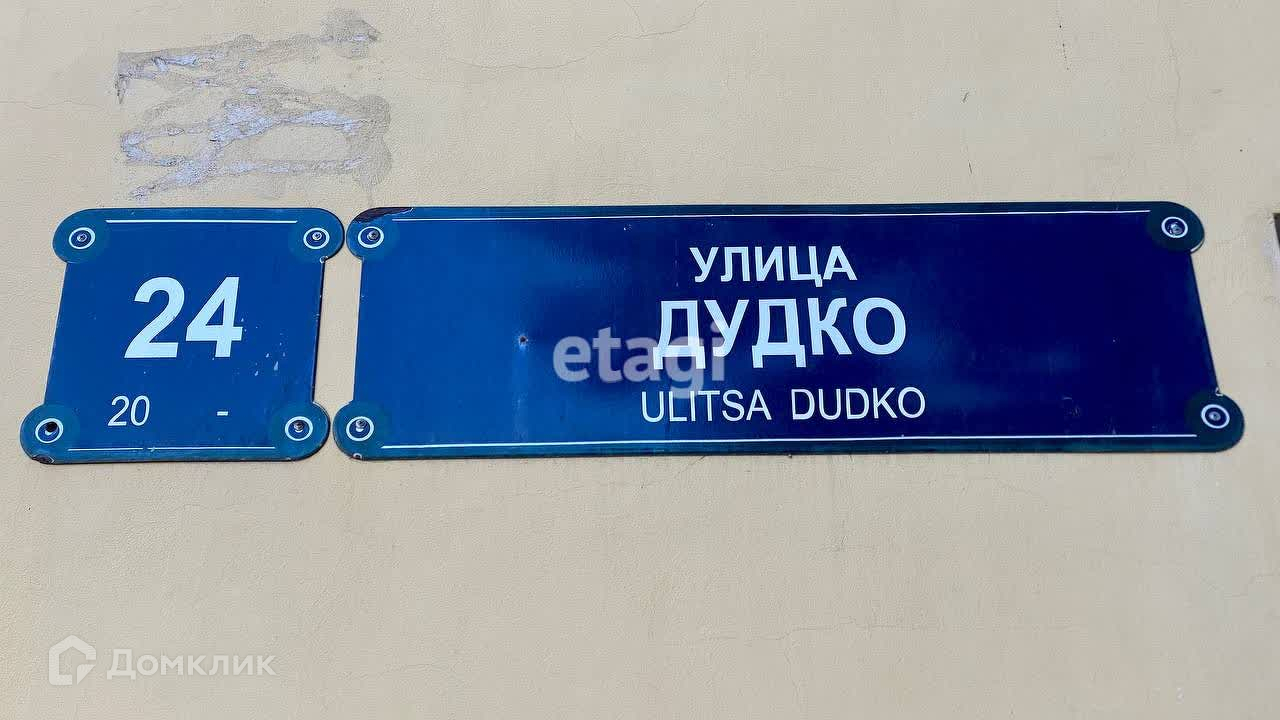 24
20 -
УЛИЦА
ДУДКО
ULITSA DUDKO
etagi
Домклик